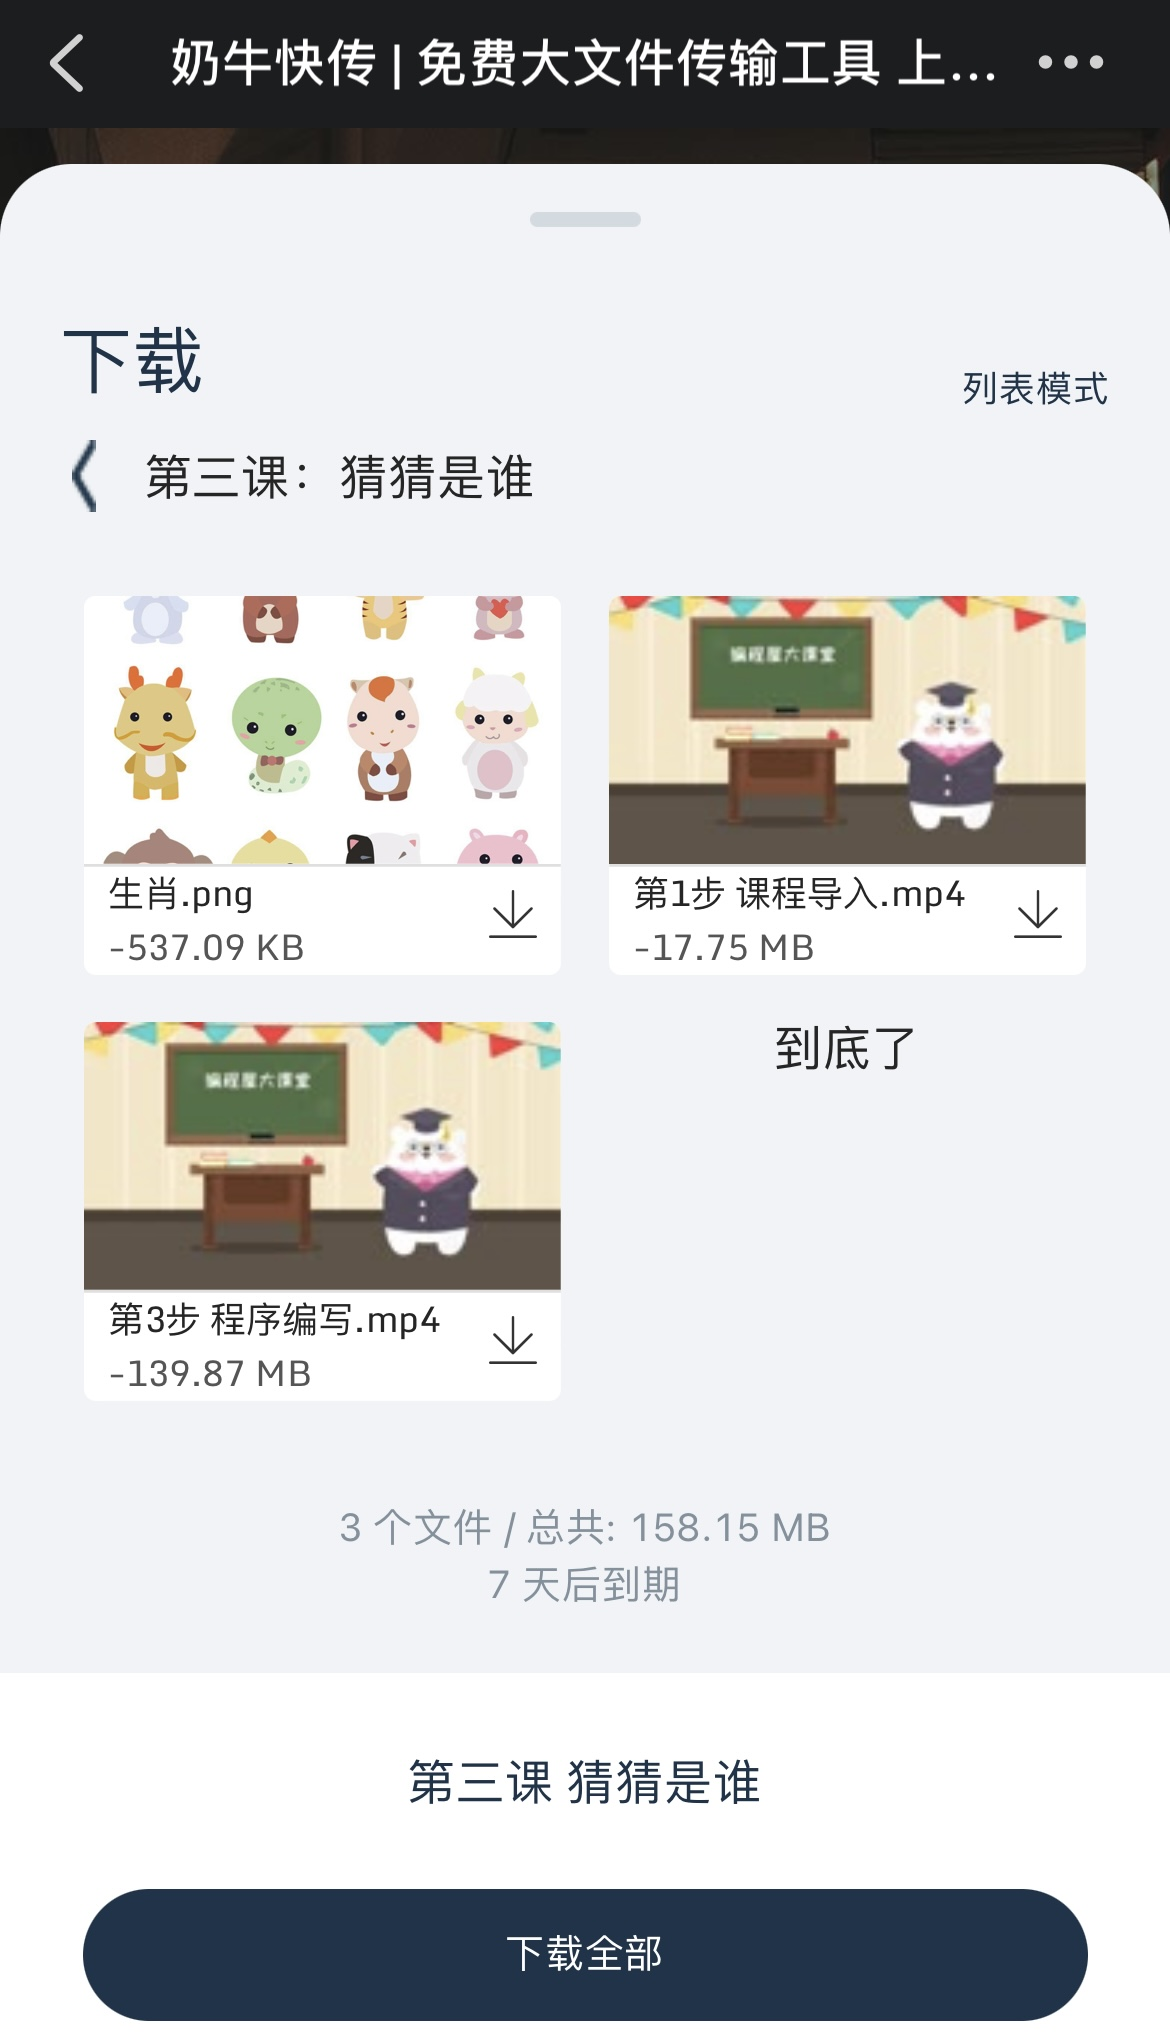 奶牛快传 | 免费大文件传输工具 上...
下载
列表模式
第三课：猜猜是谁
编程屋大课堂
生肖.png
-537.09 KB
第1步 课程导入.mp4
-17.75 MB
编程屋大课堂
第3步 程序编写.mp4
-139.87 MB
到底了
3 个文件 / 总共: 158.15 MB
7 天后到期
第三课 猜猜是谁
下载全部